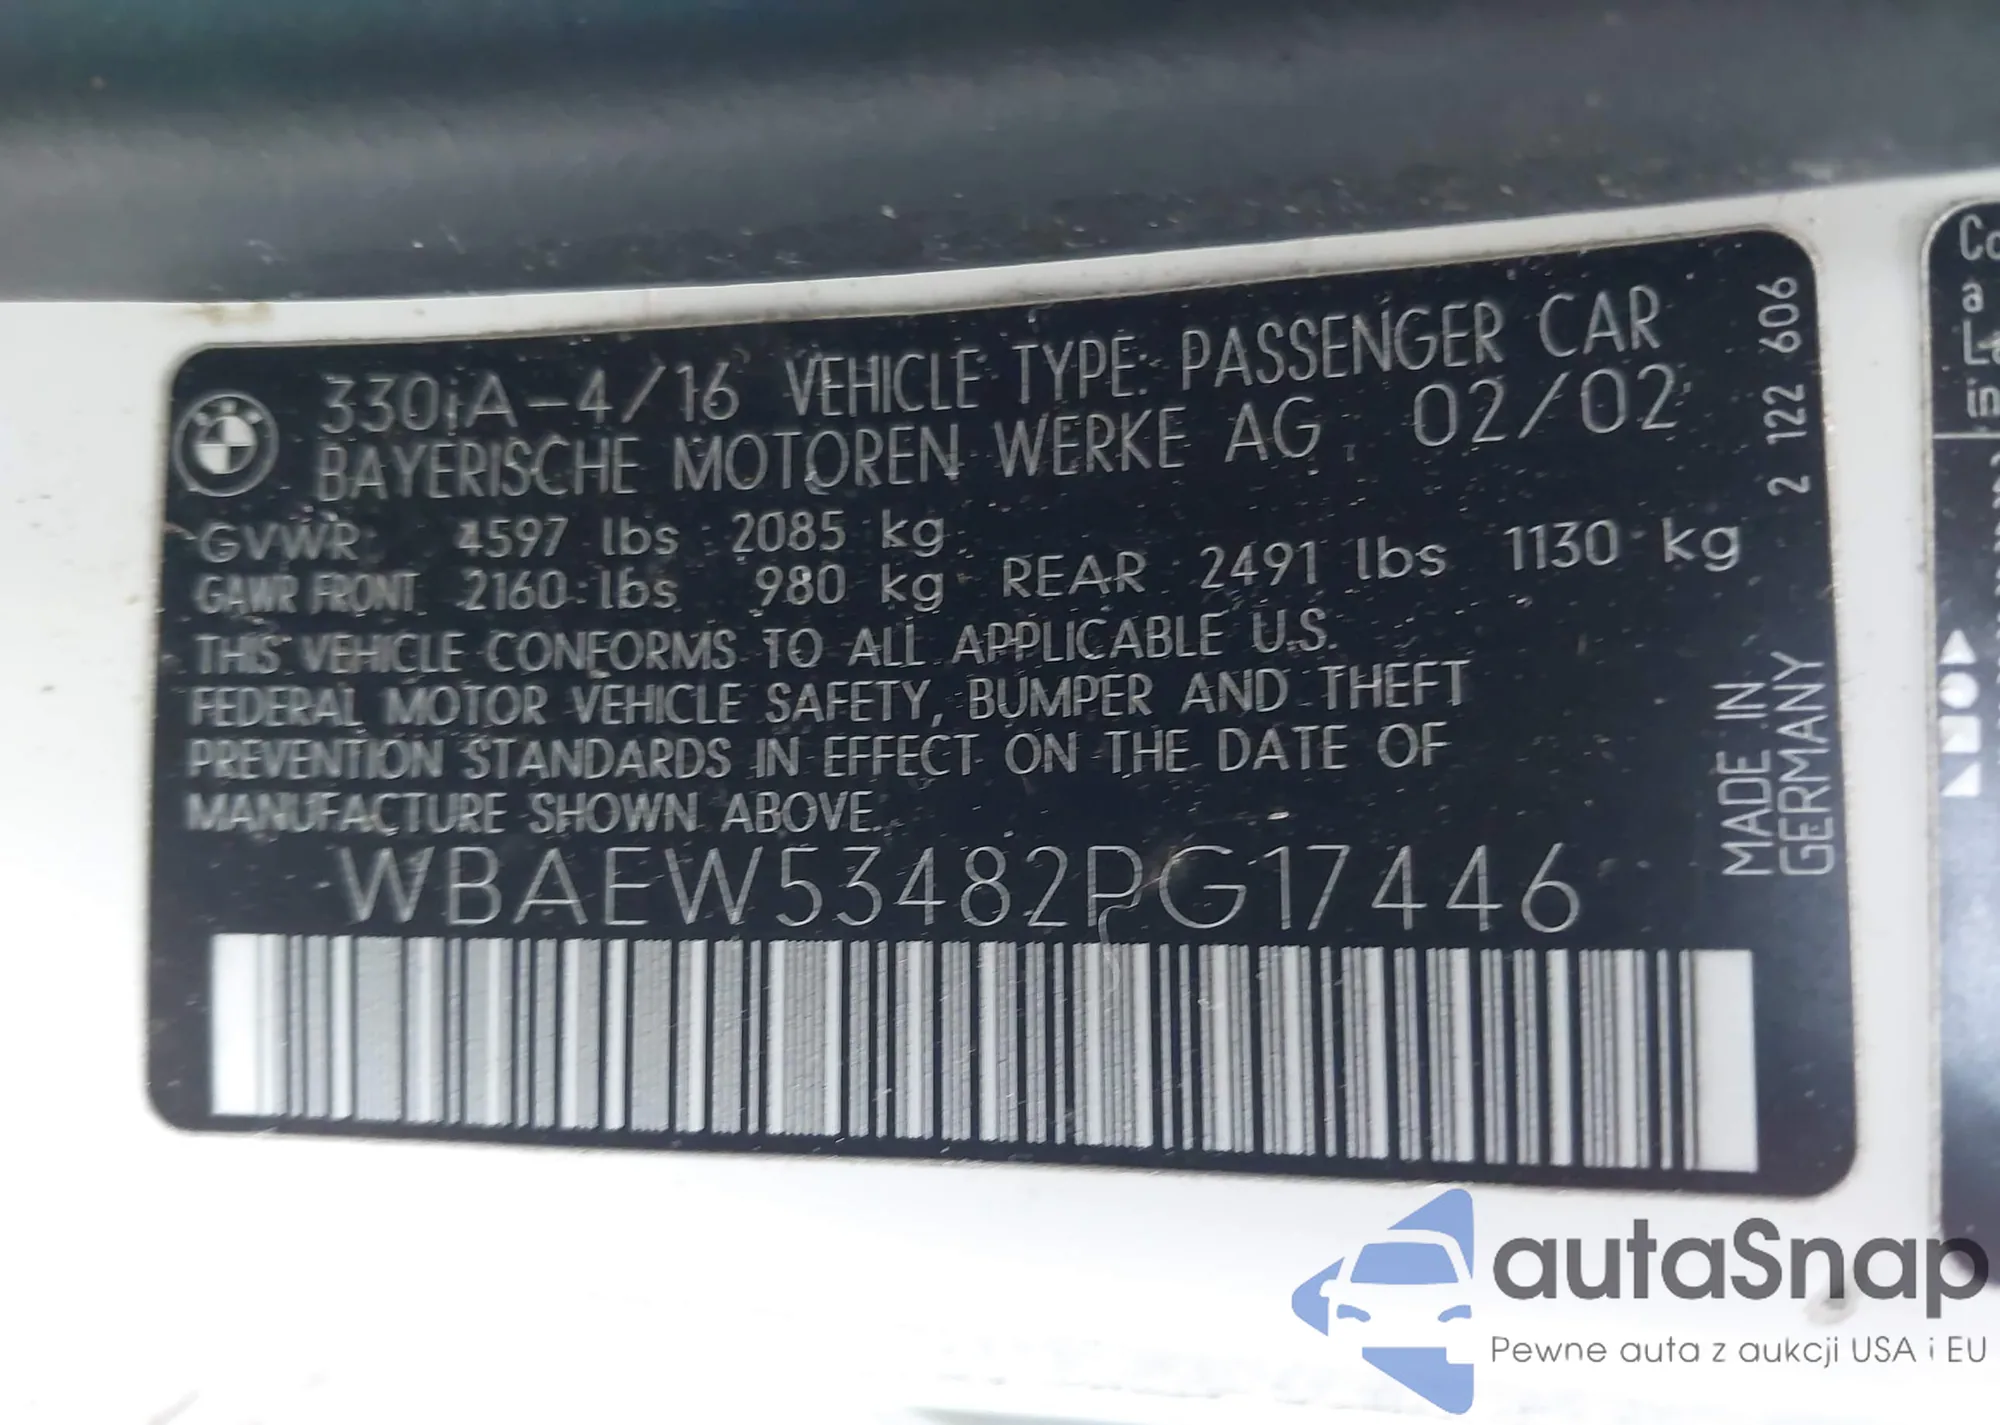 330iA-4/16 VEHICLE TYPE: PASSENGER CAR
BAYERISCHE MOTOREN WERKE AG 02/02
GVWR 4597 lbs 2085 kg
GAWR FRONT 2160 lbs 980 kg REAR 2491 lbs 1130 kg
THIS VEHICLE CONFORMS TO ALL APPLICABLE U.S.
FEDERAL MOTOR VEHICLE SAFETY, BUMPER AND THEFT
PREVENTION STANDARDS IN EFFECT ON THE DATE OF
MANUFACTURE SHOWN ABOVE.
WBAEW53482PG17446
2 122 606
MADE IN
GERMANY
a
in
autaSnap
Pewne auta z aukcji USA i EU